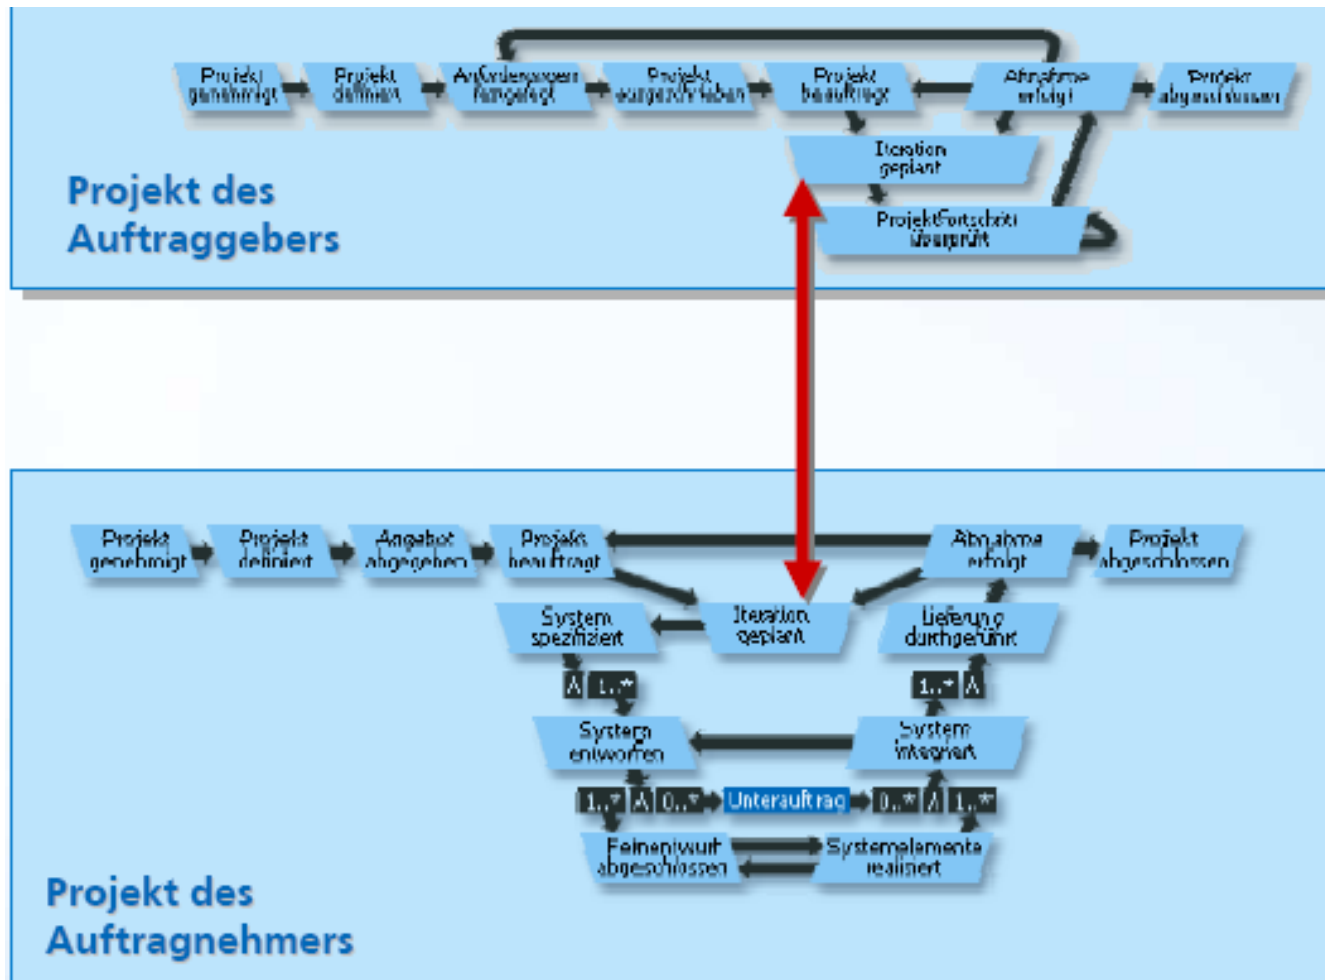 Projekt
genehmigt
Projekt
definiert
Anforderungen
festgelegt
Projekt
ausgeschrieben
Projekt
beauftragt
Abnahme
erfolgt
Projekt
abgeschlossen
Iteration
geplant
Projektfortschritt
überprüft
Projekt des
Auftraggebers
Projekt
genehmigt
Projekt
definiert
Angebot
abgegeben
Projekt
beauftragt
Abnahme
erfolgt
Projekt
abgeschlossen
System
spezifiziert
Iteration
geplant
Lieferung
durchgeführt
Λ 1..*
1..* Λ
System
entworfen
System
integriert
1..* Λ 0..* Unterauftrag 0..* Λ 1..*
Feinentwurf
abgeschlossen
Systemelemente
realisiert
Projekt des
Auftragnehmers